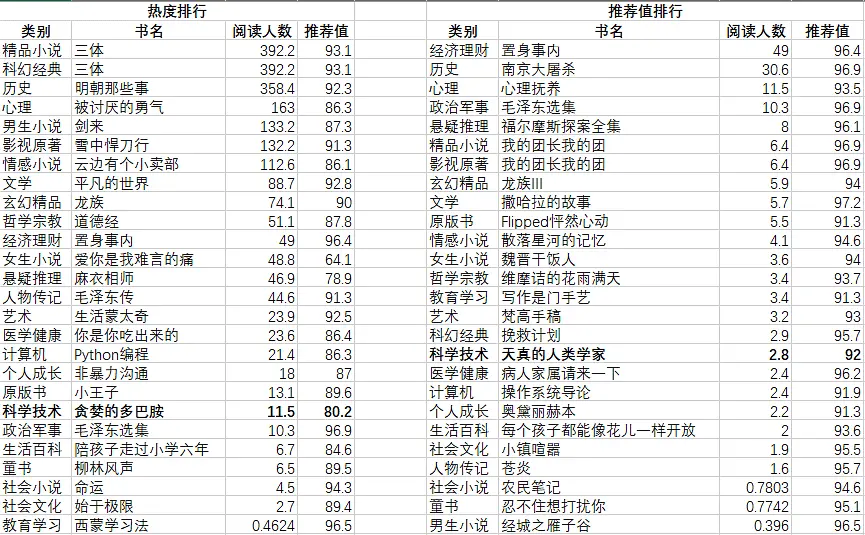 热度排行 推荐值排行
类别 书名 阅读人数 推荐值 类别 书名 阅读人数 推荐值
精品小说 三体 392.2 93.1 经济理财 置身事内 49 96.4
科幻经典 三体 392.2 93.1 历史 南京大屠杀 30.6 96.9
历史 明朝那些事 358.4 92.3 心理 心理抚养 11.5 93.5
心理 被讨厌的勇气 163 86.3 政治军事 毛泽东选集 10.3 96.9
男生小说 剑来 133.2 87.3 悬疑推理 福尔摩斯探案全集 8 96.1
影视原著 雪中悍刀行 132.2 91.3 精品小说 我的团长我的团 6.4 96.9
情感小说 云边有个小卖部 112.6 86.1 影视原著 我的团长我的团 6.4 96.9
文学 平凡的世界 88.7 92.8 玄幻精品 龙族III 5.9 94
玄幻精品 龙族 74.1 90 文学 撒哈拉的故事 5.7 97.2
哲学宗教 道德经 51.1 87.8 原版书 Flipped怦然心动 5.5 91.3
经济理财 置身事内 49 96.4 情感小说 散落星河的记忆 4.1 94.6
女生小说 爱你是我难言的痛 48.8 64.1 女生小说 魏晋干饭人 3.6 94
悬疑推理 麻衣相师 46.9 78.9 哲学宗教 维摩诘的花雨满天 3.4 93.7
人物传记 毛泽东传 44.6 91.3 教育学习 写作是门手艺 3.4 91.3
艺术 生活蒙太奇 23.9 92.5 艺术 梵高手稿 3.2 93
医学健康 你是你吃出来的 23.6 86.4 科幻经典 挽救计划 2.9 95.7
计算机 Python编程 21.4 86.3 科学技术 天真的人类学家 2.8 92
个人成长 非暴力沟通 18 87 医学健康 病人家属请来一下 2.4 96.2
原版书 小王子 13.1 89.6 计算机 操作系统导论 2.4 91.9
科学技术 贪婪的多巴胺 11.5 80.2 个人成长 奥黛丽赫本 2.2 91.3
政治军事 毛泽东选集 10.3 96.9 生活百科 每个孩子都能像花儿一样开放 2 93.6
生活百科 陪孩子走过小学六年 6.7 84.6 社会文化 小镇喧嚣 1.9 95.5
童书 柳林风声 6.5 89.5 人物传记 苍炎 1.6 95.7
社会小说 命运 4.5 94.3 社会小说 农民笔记 0.7803 94.6
社会文化 始于极限 2.7 89.4 童书 忍不住想打扰你 0.7742 95.1
教育学习 西蒙学习法 0.4624 96.5 男生小说 经城之雁子谷 0.396 96.5